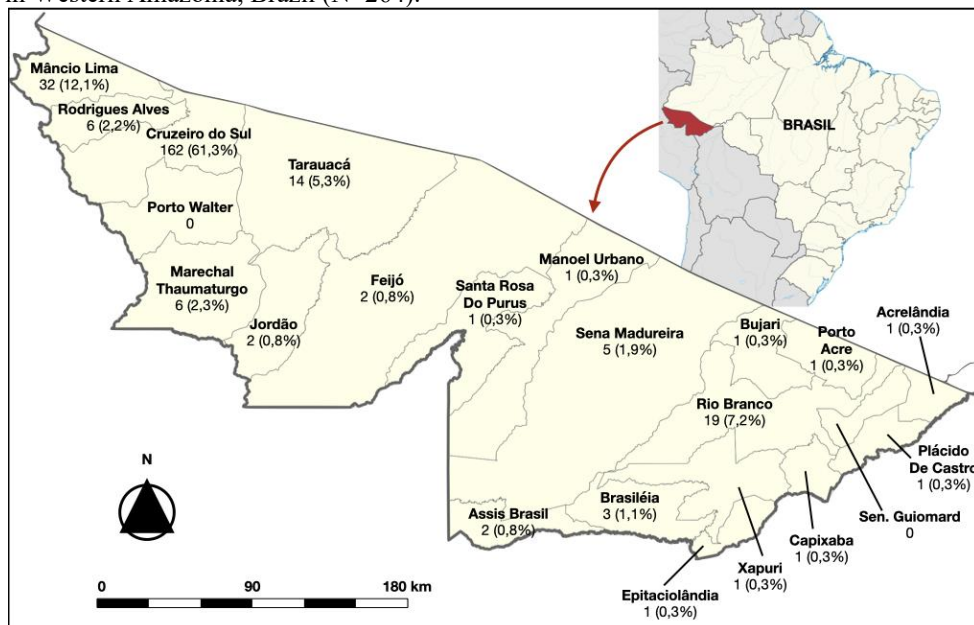 in Western Amazonia, Brazil (N=264).
Mâncio Lima
32 (12,1%)
Rodrigues Alves
6 (2,2%)
Cruzeiro do Sul
162 (61,3%)
Tarauacá
14 (5,3%)
Porto Walter
0
Marechal
Thaumaturgo
6 (2,3%)
Jordão
2 (0,8%)
Feijó
2 (0,8%)
Santa Rosa
Do Purus
1 (0,3%)
Manoel Urbano
1 (0,3%)
Sena Madureira
5 (1,9%)
Bujari
1 (0,3%)
Porto
Acre
1 (0,3%)
Acrelândia
1 (0,3%)
BRASIL
Rio Branco
19 (7,2%)
Plácido
De Castro
1 (0,3%)
Sen. Guiomard
0
Capixaba
1 (0,3%)
Xapuri
1 (0,3%)
Epitaciolândia
1 (0,3%)
Brasiléia
3 (1,1%)
Assis Brasil
2 (0,8%)
N
0 90 180 km